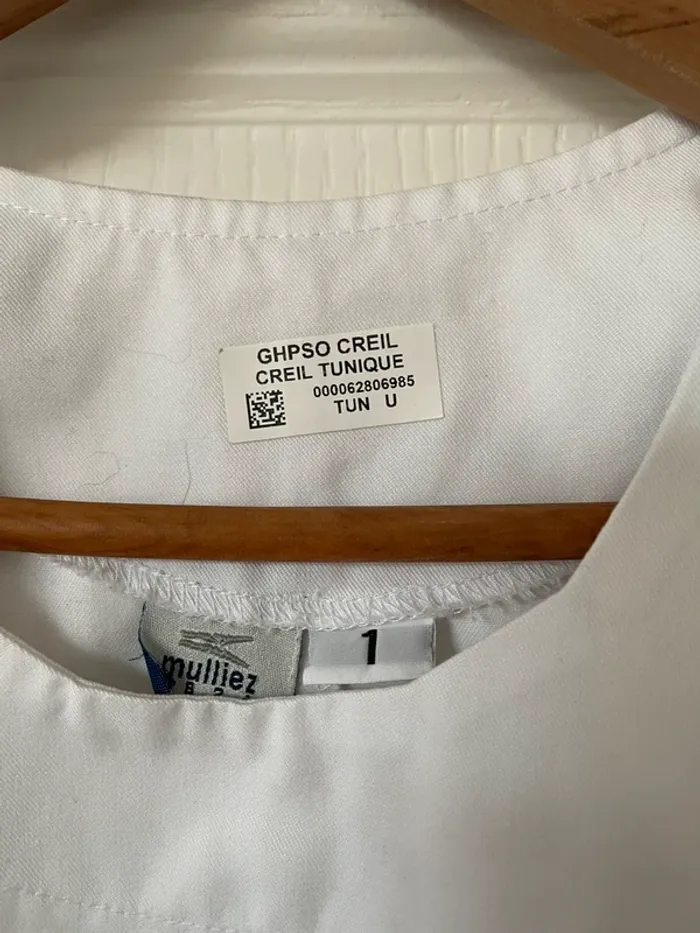 GHPSO CREIL
CREIL TUNIQUE
000062806985
TUN U
mulliez
1